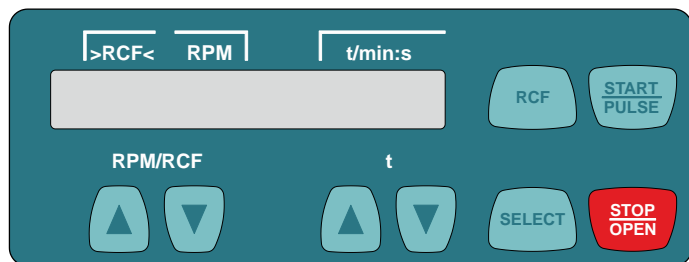 >RCF< RPM t/min:s
RCF
START
PULSE
RPM/RCF t
SELECT
STOP
OPEN